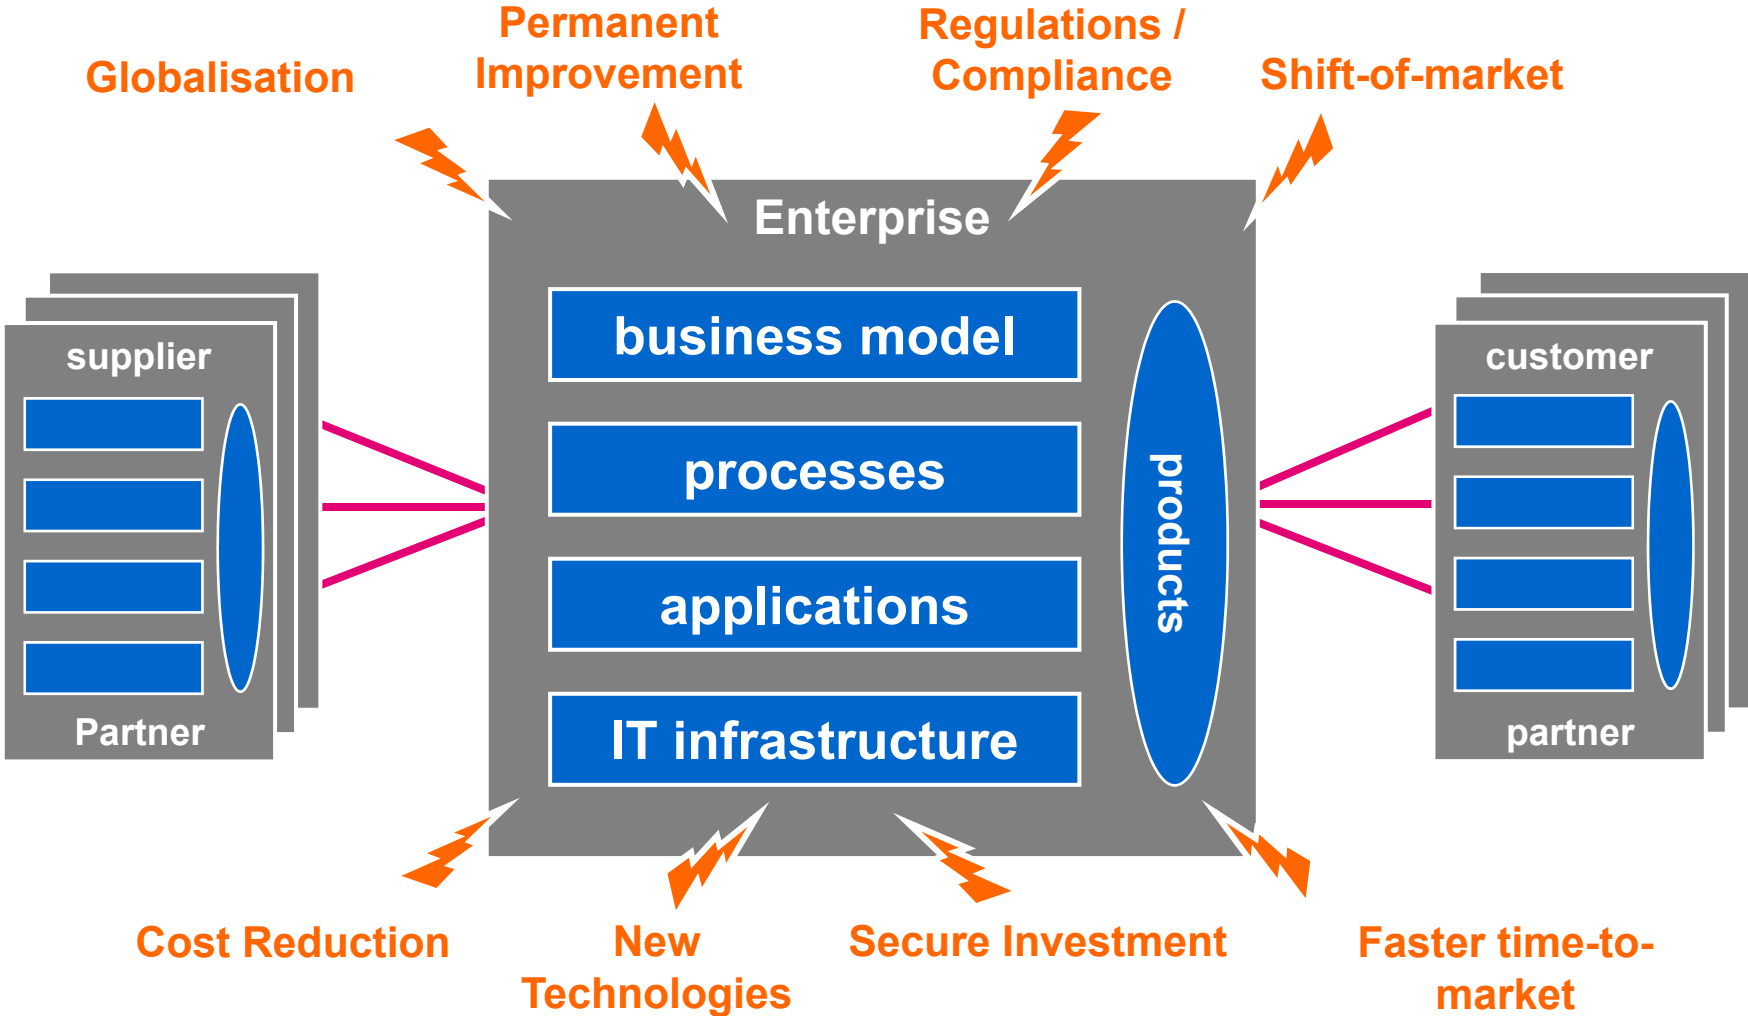 Globalisation
Permanent
Improvement
Regulations /
Compliance
Shift-of-market
Enterprise
business model
processes
applications
IT infrastructure
products
supplier
Partner
customer
partner
Cost Reduction
New
Technologies
Secure Investment
Faster time-to-
market